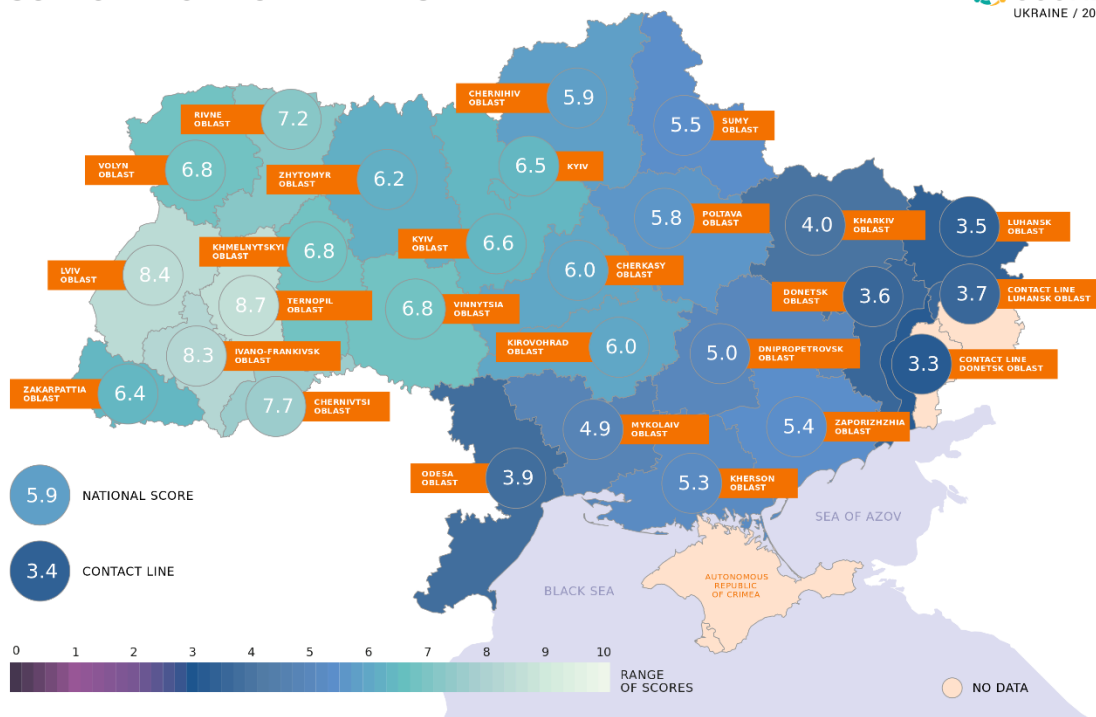 UKRAINE / 20
CHERNIHIV
OBLAST
5.9
RIVNE
OBLAST
7.2
5.5
SUMY
OBLAST
VOLYN
OBLAST
6.8
ZHYTOMYR
OBLAST
6.2
6.5
KYIV
5.8
POLTAVA
OBLAST
4.0
KHARKIV
OBLAST
3.5
LUHANSK
OBLAST
KHMELNYTSKYI
OBLAST
6.8
KYIV
OBLAST
6.6
LVIV
OBLAST
8.4
6.0
CHERKASY
OBLAST
DONETSK
OBLAST
3.6
3.7
CONTACT LINE
LUHANSK OBLAST
8.7
TERNOPIL
OBLAST
6.8
VINNYTSIA
OBLAST
8.3
IVANO-FRANKIVSK
OBLAST
KIROVOHRAD
OBLAST
6.0
5.0
DNIPROPETROVSK
OBLAST
3.3
CONTACT LINE
DONETSK OBLAST
ZAKARPATTIA
OBLAST
6.4
7.7
CHERNIVTSI
OBLAST
4.9
MYKOLAIV
OBLAST
5.4
ZAPORIZHZHIA
OBLAST
ODESA
OBLAST
3.9
5.3
KHERSON
OBLAST
5.9
NATIONAL SCORE
SEA OF AZOV
3.4
CONTACT LINE
BLACK SEA
AUTONOMOUS
REPUBLIC
OF CRIMEA
0 1 2 3 4 5 6 7 8 9 10
RANGE
OF SCORES
NO DATA